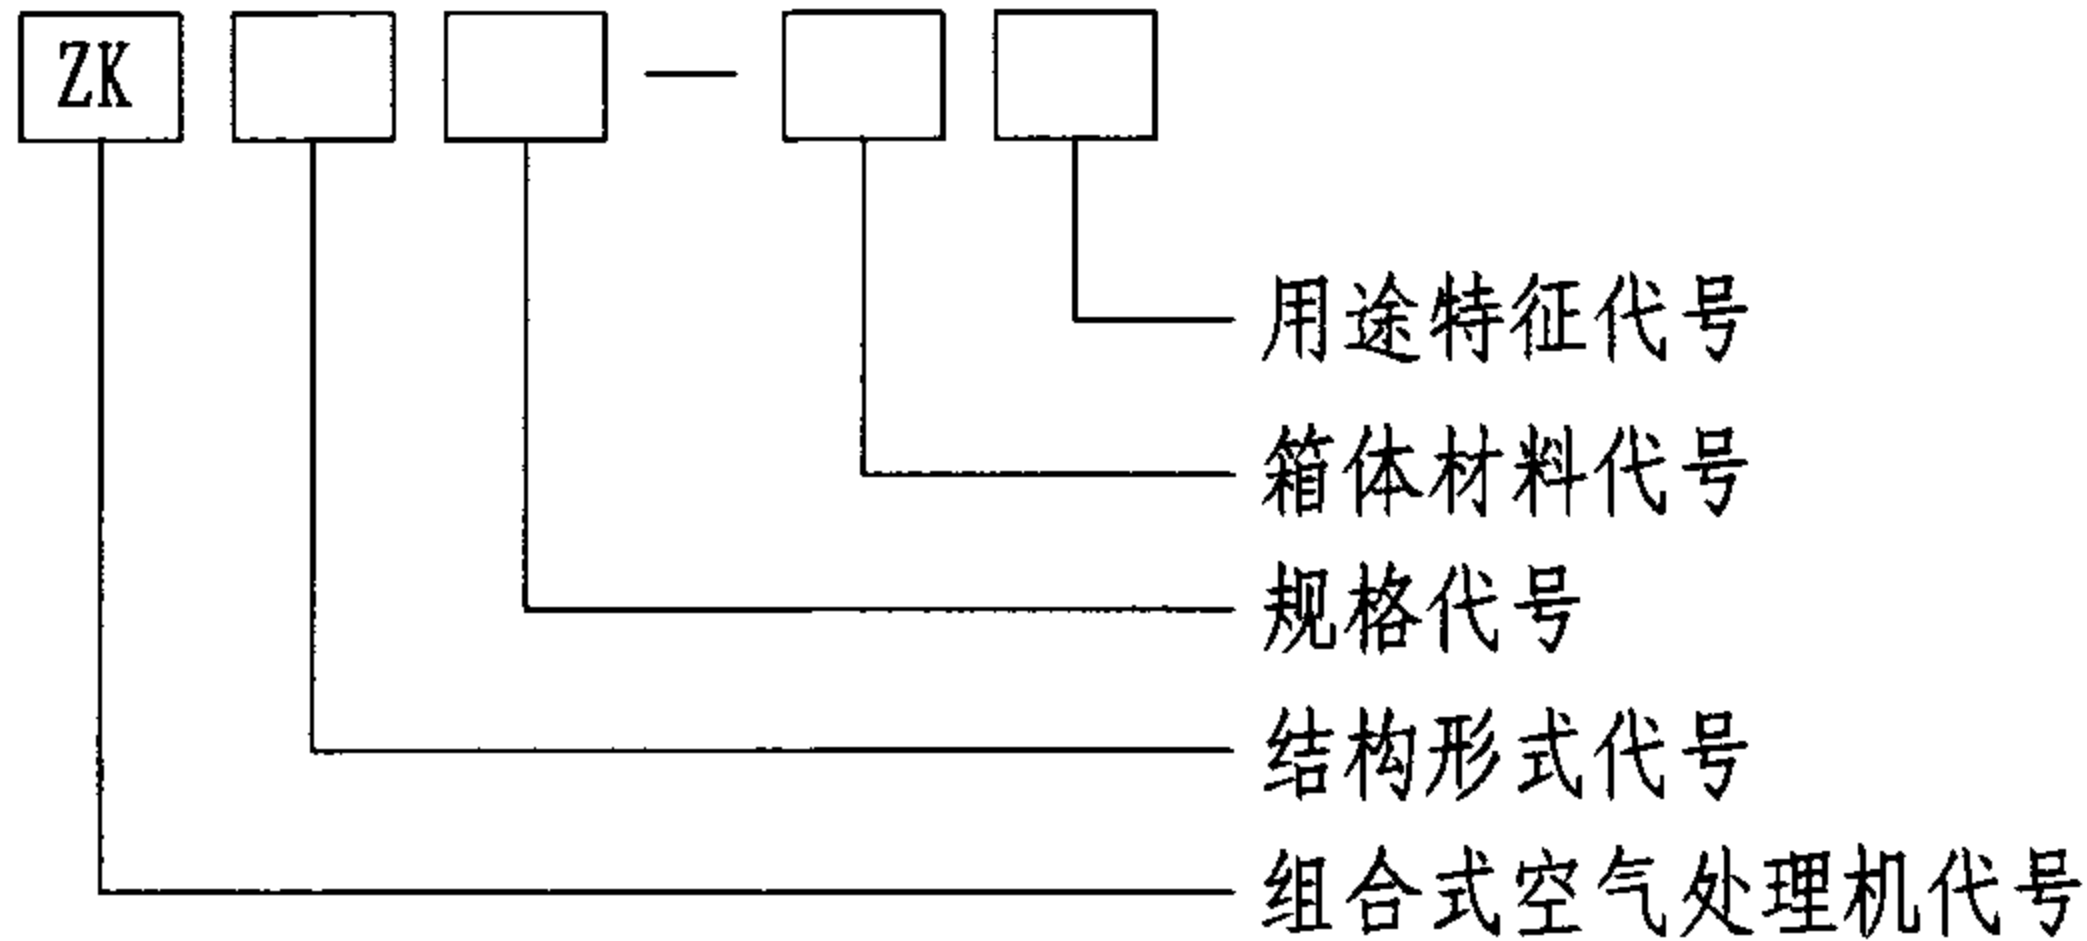 ZK —
用途特征代号
箱体材料代号
规格代号
结构形式代号
组合式空气处理机代号